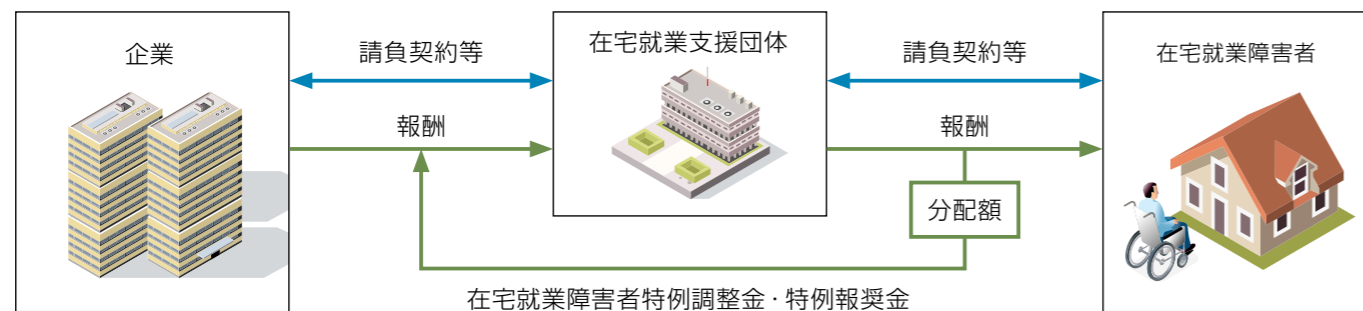 企業
請負契約等
在宅就業支援団体
請負契約等
在宅就業障害者
報酬
報酬
分配額
在宅就業障害者特例調整金・特例報奨金